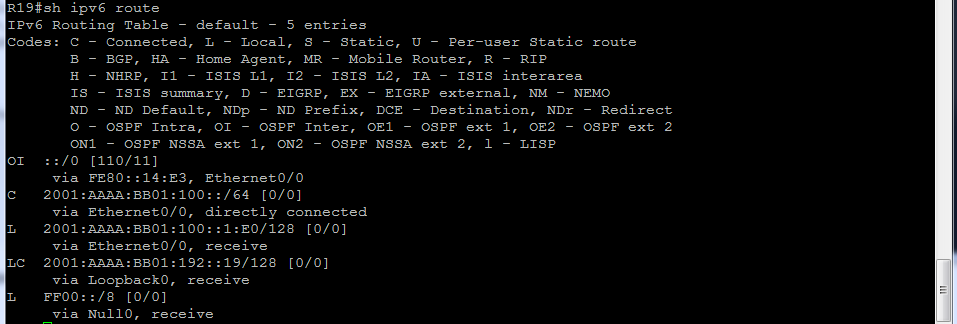 R19#sh ipv6 route
IPv6 Routing Table - default - 5 entries
Codes: C - Connected, L - Local, S - Static, U - Per-user Static route
       B - BGP, HA - Home Agent, MR - Mobile Router, R - RIP
       H - NHRP, I1 - ISIS L1, I2 - ISIS L2, IA - ISIS interarea
       IS - ISIS summary, D - EIGRP, EX - EIGRP external, NM - NEMO
       ND - ND Default, NDp - ND Prefix, DCE - Destination, NDr - Redirect
       O - OSPF Intra, OI - OSPF Inter, OE1 - OSPF ext 1, OE2 - OSPF ext 2
       ON1 - OSPF NSSA ext 1, ON2 - OSPF NSSA ext 2, l - LISP
OI  ::/0 [110/11]
     via FE80::14:E3, Ethernet0/0
C   2001:AAAA:BB01:100::/64 [0/0]
     via Ethernet0/0, directly connected
L   2001:AAAA:BB01:100::1:E0/128 [0/0]
     via Ethernet0/0, receive
LC  2001:AAAA:BB01:192::19/128 [0/0]
     via Loopback0, receive
L   FF00::/8 [0/0]
     via Null0, receive